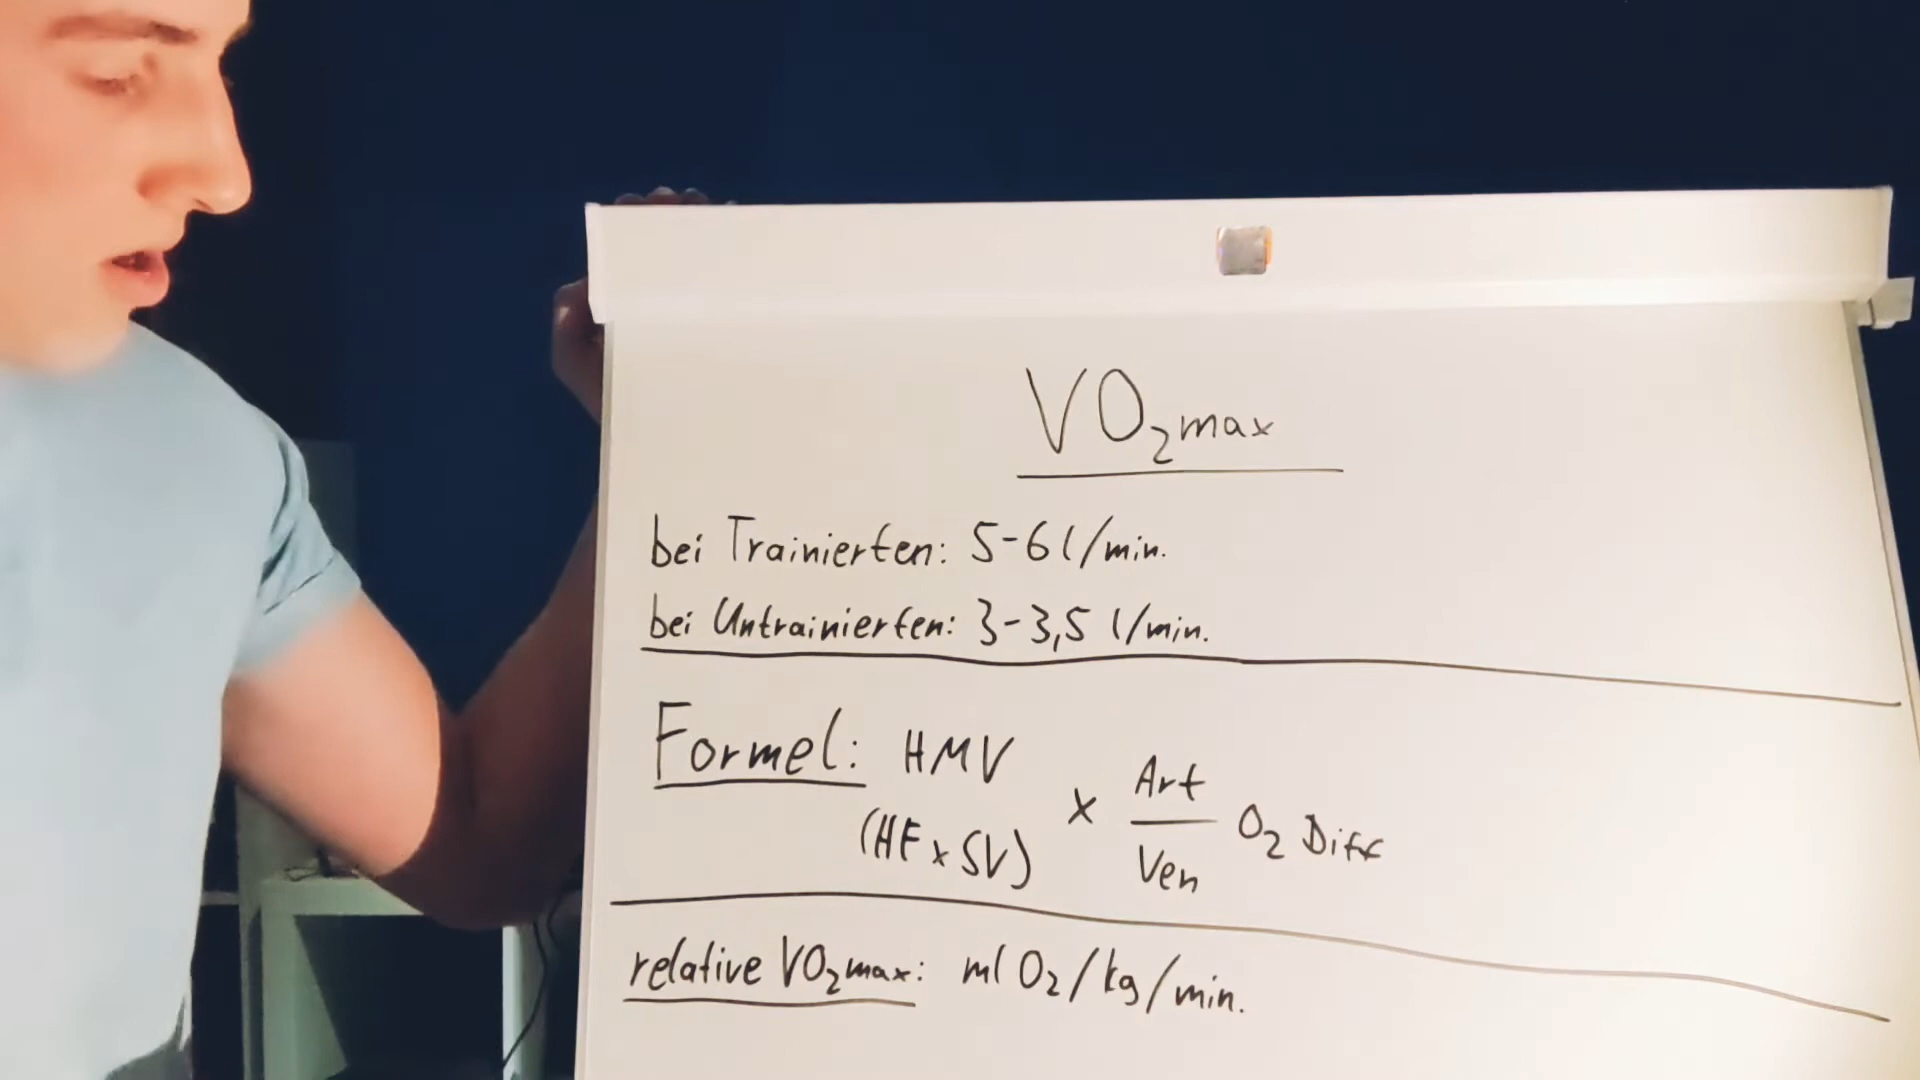 VO₂max
bei Trainierten: 5-6 l/min.
bei Untrainierten: 3-3,5 l/min.
Formel: HMV
(HF x SV) x Art
Ven O₂ Diff
relative VO₂max: ml O₂/kg/min.